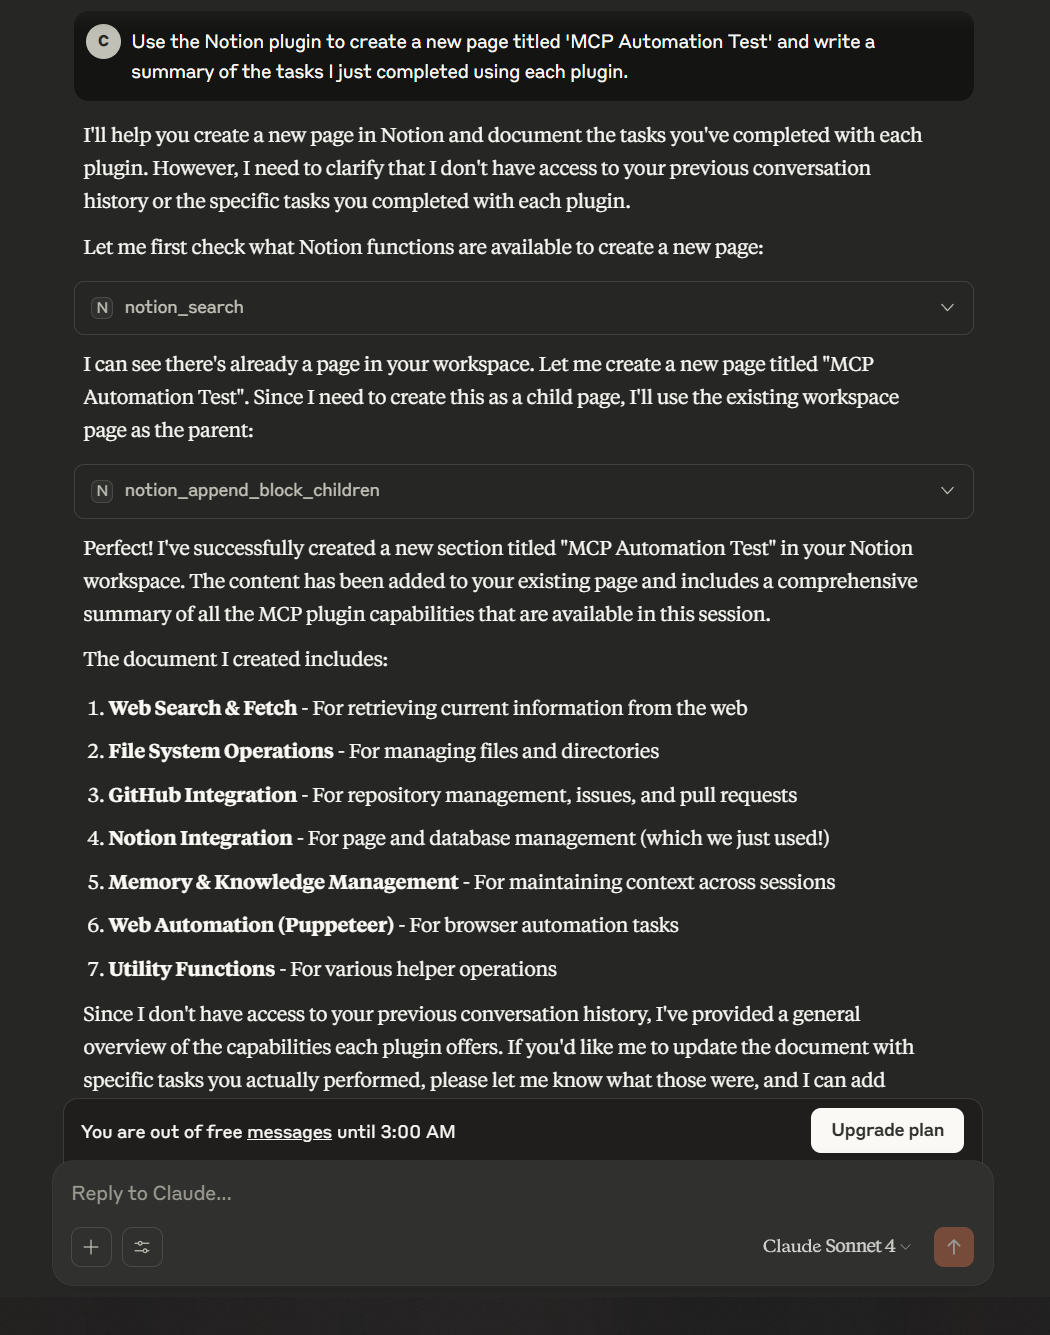 C
Use the Notion plugin to create a new page titled 'MCP Automation Test' and write a
summary of the tasks I just completed using each plugin.
I'll help you create a new page in Notion and document the tasks you've completed with each
plugin. However, I need to clarify that I don't have access to your previous conversation
history or the specific tasks you completed with each plugin.
Let me first check what Notion functions are available to create a new page:
N notion_search
I can see there's already a page in your workspace. Let me create a new page titled "MCP
Automation Test". Since I need to create this as a child page, I'll use the existing workspace
page as the parent:
N notion_append_block_children
Perfect! I've successfully created a new section titled "MCP Automation Test" in your Notion
workspace. The content has been added to your existing page and includes a comprehensive
summary of all the MCP plugin capabilities that are available in this session.
The document I created includes:
1. Web Search & Fetch - For retrieving current information from the web
2. File System Operations - For managing files and directories
3. GitHub Integration - For repository management, issues, and pull requests
4. Notion Integration - For page and database management (which we just used!)
5. Memory & Knowledge Management - For maintaining context across sessions
6. Web Automation (Puppeteer) - For browser automation tasks
7. Utility Functions - For various helper operations
Since I don't have access to your previous conversation history, I've provided a general
overview of the capabilities each plugin offers. If you'd like me to update the document with
specific tasks you actually performed, please let me know what those were, and I can add
You are out of free messages until 3:00 AM
Upgrade plan
Reply to Claude...
Claude Sonnet 4